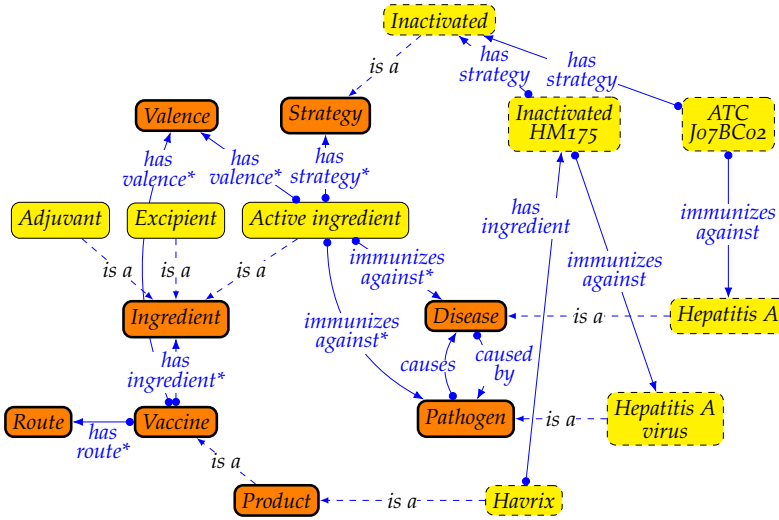 Inactivated
is a
has
strategy
has
strategy
Valence
Strategy
Inactivated
HM175
ATC
J07BC02
has
valence*
has
valence*
has
strategy*
Adjuvant
Excipient
Active ingredient
has
ingredient
immunizes
against
is a
is a
is a
immunizes
against*
immunizes
against
Ingredient
immunizes
against*
Disease
is a
Hepatitis A
has
ingredient*
causes
caused
by
Route
has
route*
Vaccine
Pathogen
is a
Hepatitis A
virus
is a
Product
is a
Havrix